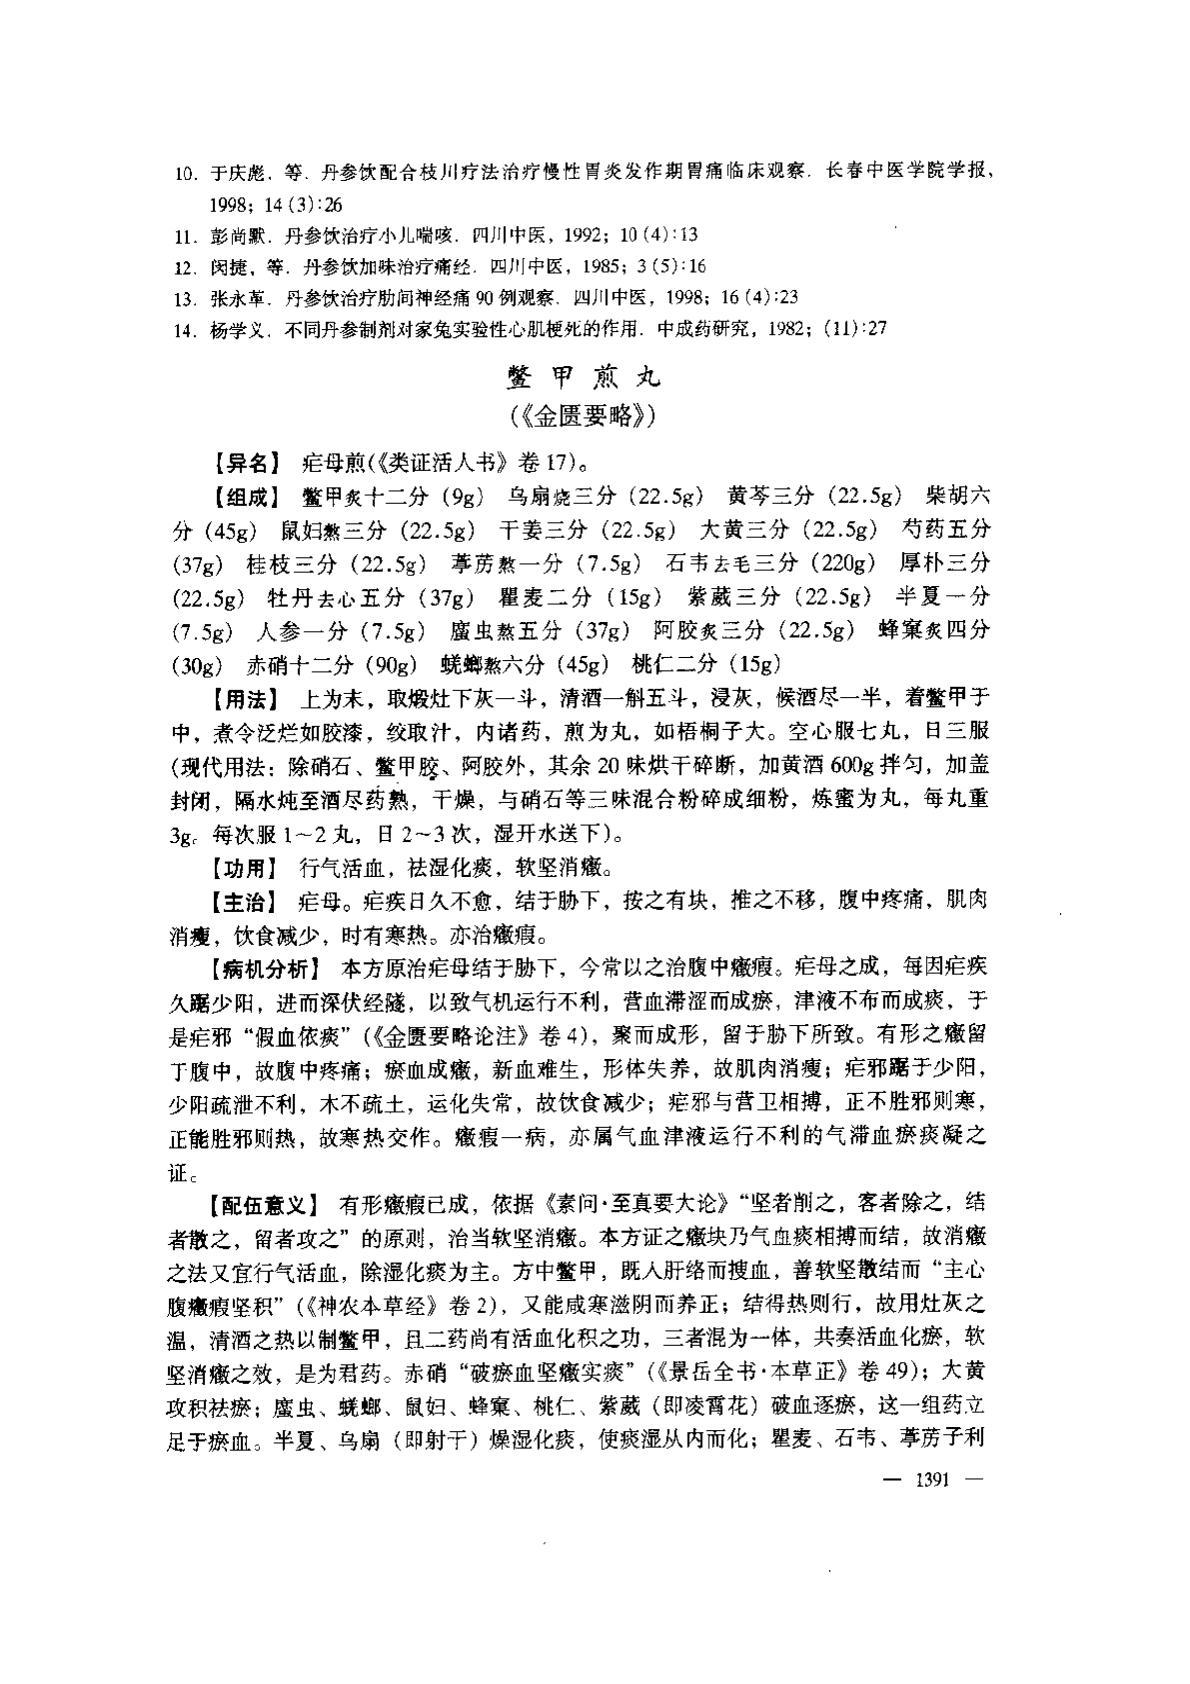 10. 于庆彪, 等. 丹参饮配合枝川疗法治疗慢性胃炎发作期胃痛临床观察. 长春中医学院学报,
1998; 14 (3):26
11. 彭尚默. 丹参饮治疗小儿喘咳. 四川中医, 1992; 10 (4):13
12. 闵捷, 等. 丹参饮加味治疗痛经. 四川中医, 1985; 3 (5):16
13. 张永革. 丹参饮治疗肋间神经痛 90 例观察. 四川中医, 1998; 16 (4):23
14. 杨学义. 不同丹参制剂对家兔实验性心肌梗死的作用. 中成药研究, 1982; (11):27
鳖甲煎丸
(《金匮要略》)
【异名】 疟母煎(《类证活人书》卷 17)。
【组成】 鳖甲炙十二分 (9g) 乌扇烧三分 (22.5g) 黄芩三分 (22.5g) 柴胡六
分 (45g) 鼠妇熬三分 (22.5g) 干姜三分 (22.5g) 大黄三分 (22.5g) 芍药五分
(37g) 桂枝三分 (22.5g) 葶苈熬一分 (7.5g) 石韦去毛三分 (220g) 厚朴三分
(22.5g) 牡丹去心五分 (37g) 瞿麦二分 (15g) 紫葳三分 (22.5g) 半夏一分
(7.5g) 人参一分 (7.5g) 䗪虫熬五分 (37g) 阿胶炙三分 (22.5g) 蜂窠炙四分
(30g) 赤硝十二分 (90g) 蜣螂熬六分 (45g) 桃仁二分 (15g)
【用法】 上为末，取煅灶下灰一斗，清酒一斛五斗，浸灰，候酒尽一半，着鳖甲于
中，煮令泛烂如胶漆，绞取汁，内诸药，煎为丸，如梧桐子大。空心服七丸，日三服
(现代用法：除硝石、鳖甲胶、阿胶外，其余 20 味烘干碎断，加黄酒 600g 拌匀，加盖
封闭，隔水炖至酒尽药熟，干燥，与硝石等三味混合粉碎成细粉，炼蜜为丸，每丸重
3g。每次服 1～2 丸，日 2～3 次，湿开水送下)。
【功用】 行气活血，祛湿化痰，软坚消癥。
【主治】 疟母。疟疾日久不愈，结于胁下，按之有块，推之不移，腹中疼痛，肌肉
消瘦，饮食减少，时有寒热。亦治癥瘕。
【病机分析】 本方原治疟母结于胁下，今常以之治腹中癥瘕。疟母之成，每因疟疾
久踞少阳，进而深伏经隧，以致气机运行不利，营血滞涩而成瘀，津液不布而成痰，于
是疟邪“假血依痰”(《金匮要略论注》卷 4)，聚而成形，留于胁下所致。有形之癥留
于腹中，故腹中疼痛；瘀血成癥，新血难生，形体失养，故肌肉消瘦；疟邪踞于少阳，
少阳疏泄不利，木不疏土，运化失常，故饮食减少；疟邪与营卫相搏，正不胜邪则寒，
正能胜邪则热，故寒热交作。癥瘕一病，亦属气血津液运行不利的气滞血瘀痰凝之
证。
【配伍意义】 有形癥瘕已成，依据《素问·至真要大论》“坚者削之，客者除之，结
者散之，留者攻之”的原则，治当软坚消癥。本方证之癥块乃气血痰相搏而结，故消癥
之法又宜行气活血，除湿化痰为主。方中鳖甲，既入肝络而搜血，善软坚散结而“主心
腹癥瘕坚积”(《神农本草经》卷 2)，又能咸寒滋阴而养正；结得热则行，故用灶灰之
温，清酒之热以制鳖甲，且二药尚有活血化积之功，三者混为一体，共奏活血化瘀，软
坚消癥之效，是为君药。赤硝“破瘀血坚癥实痰”(《景岳全书·本草正》卷 49)；大黄
攻积祛瘀；䗪虫、蜣螂、鼠妇、蜂窠、桃仁、紫葳 (即凌霄花) 破血逐瘀，这一组药立
足于瘀血。半夏、乌扇 (即射干) 燥湿化痰，使痰湿从内而化；瞿麦、石韦、葶苈子利
— 1391 —